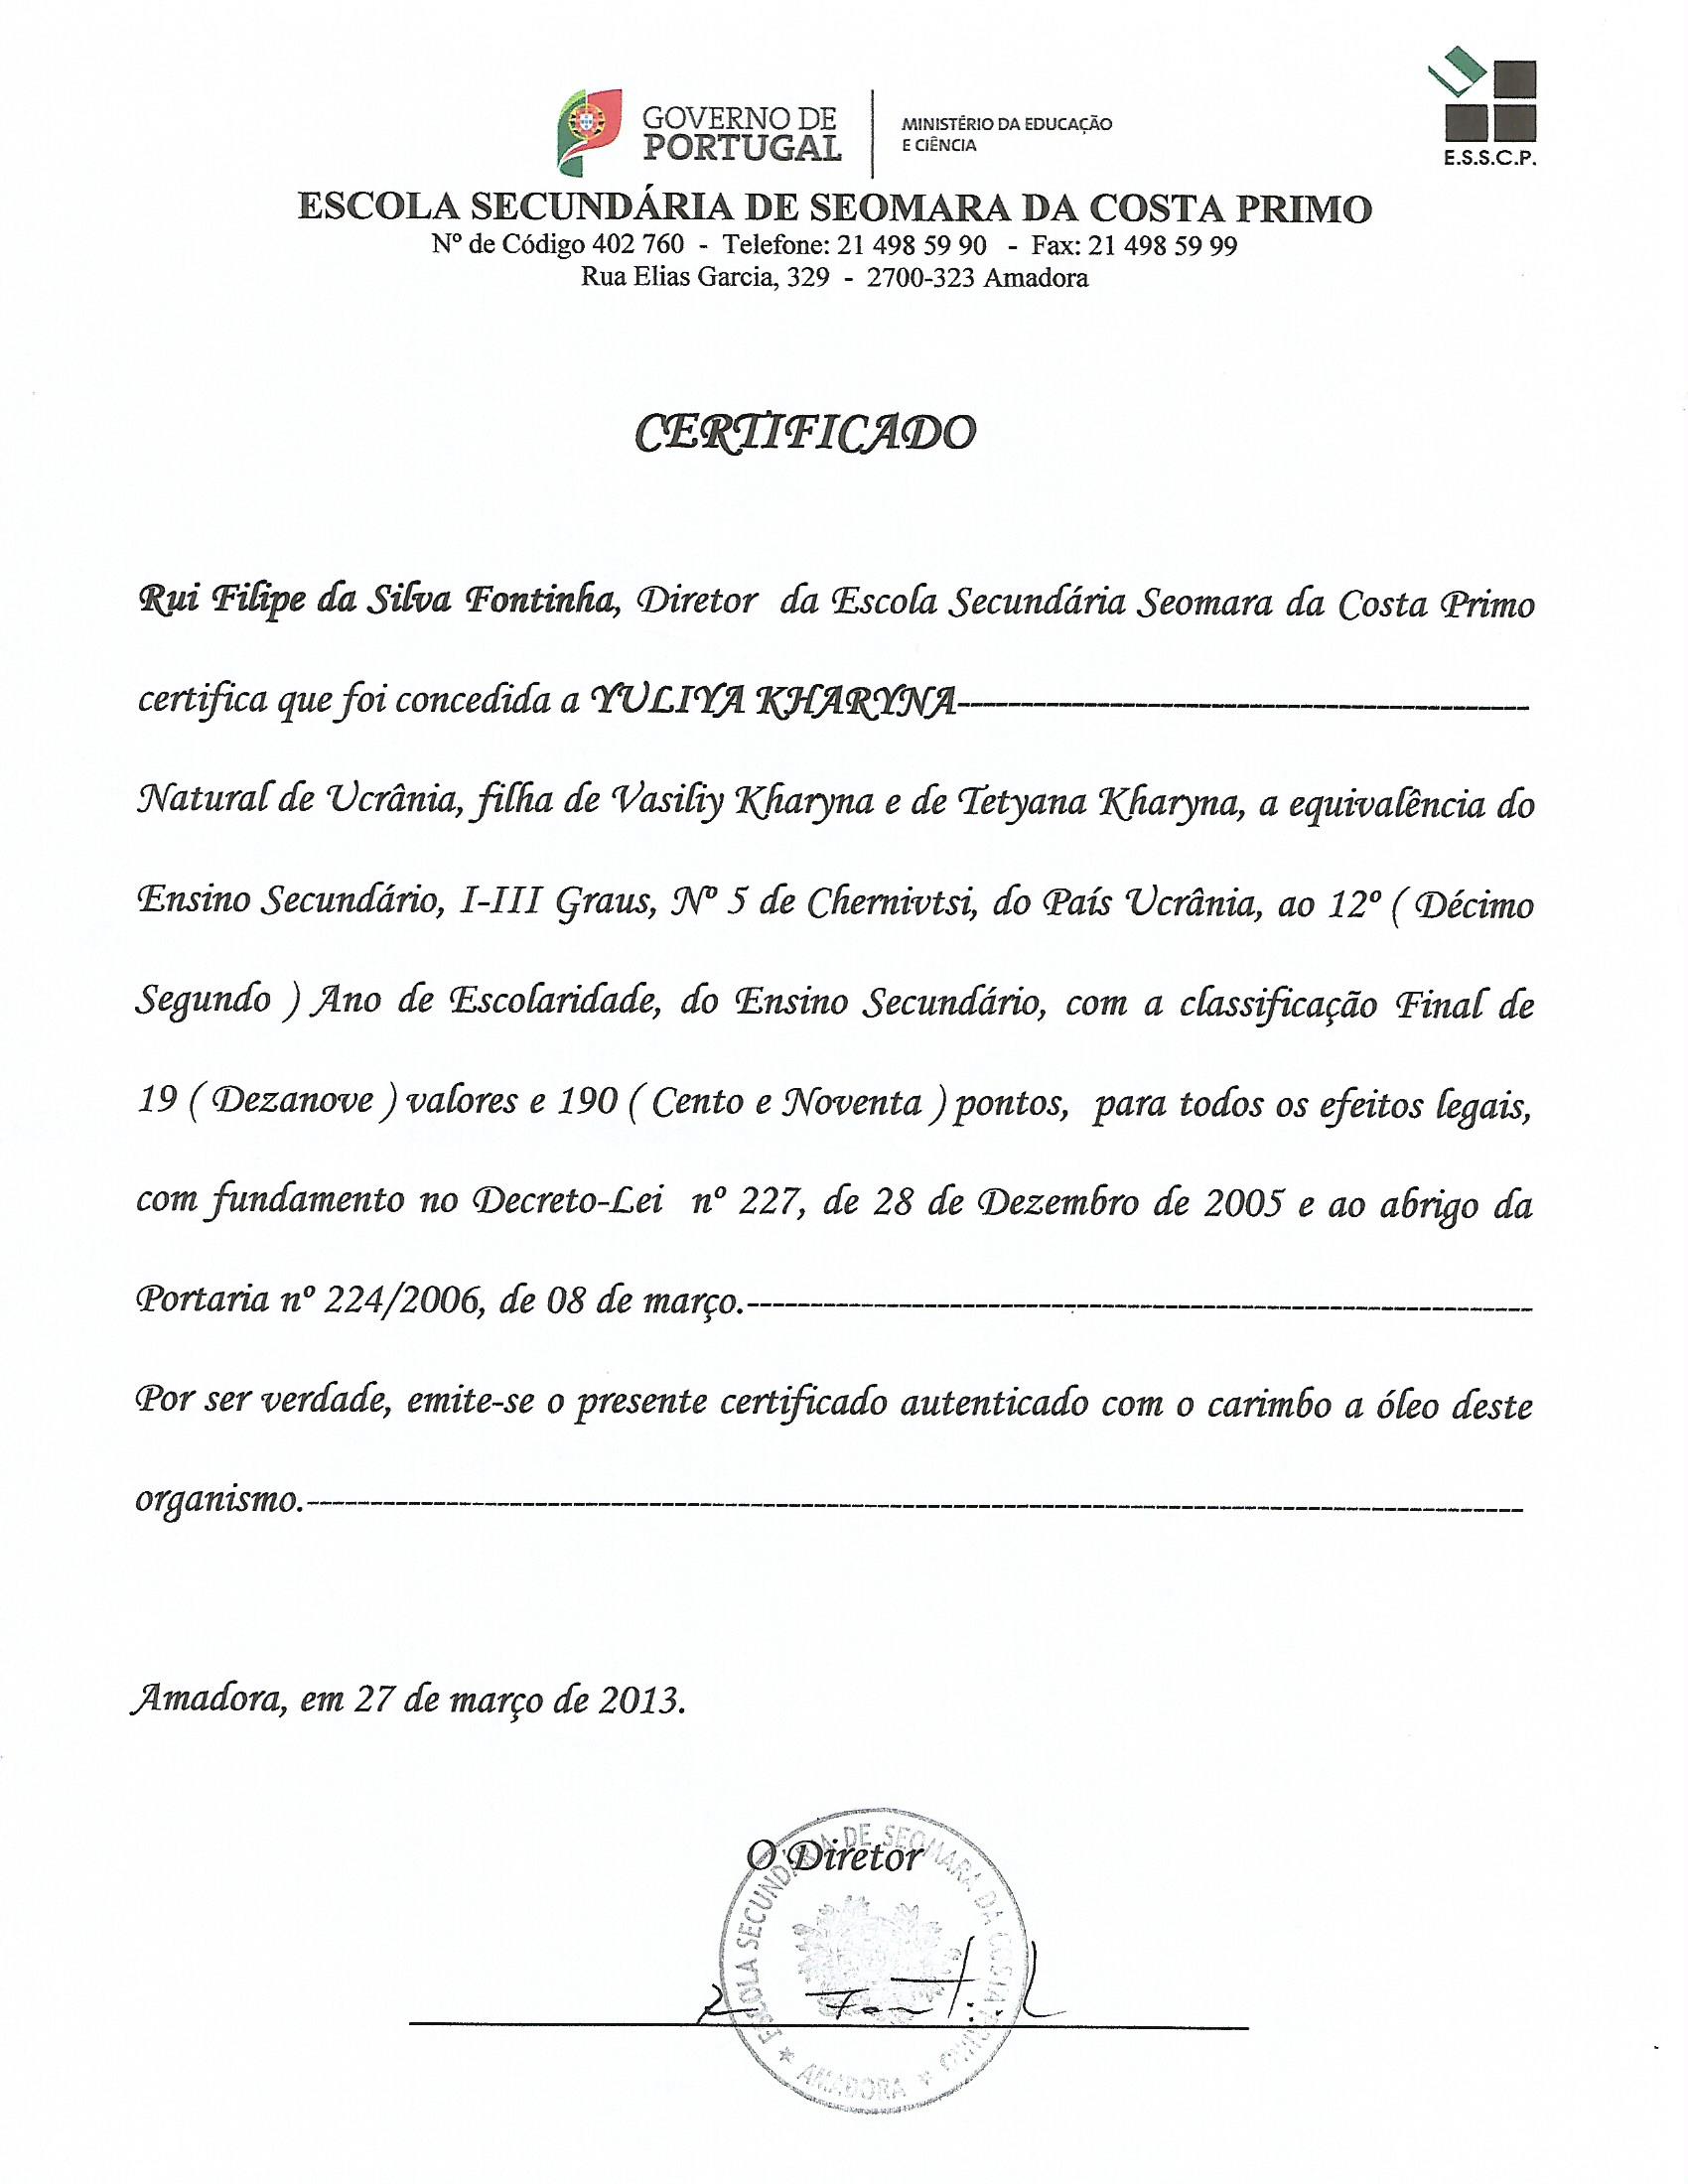 GOVERNO DE
PORTUGAL
MINISTÉRIO DA EDUCAÇÃO
E CIÊNCIA
E.S.S.C.P.
ESCOLA SECUNDÁRIA DE SEOMARA DA COSTA PRIMO
Nº de Código 402 760 - Telefone: 21 498 59 90 - Fax: 21 498 59 99
Rua Elias Garcia, 329 - 2700-323 Amadora
CERTIFICADO
Rui Filipe da Silva Fontinha, Diretor da Escola Secundária Seomara da Costa Primo
certifica que foi concedida a YULIYA KHARYNA----------------------------------------------
Natural de Ucrânia, filha de Vasiliy Kharyna e de Tetyana Kharyna, a equivalência do
Ensino Secundário, I-III Graus, Nº 5 de Chernivtsi, do País Ucrânia, ao 12º ( Décimo
Segundo ) Ano de Escolaridade, do Ensino Secundário, com a classificação Final de
19 ( Dezanove ) valores e 190 ( Cento e Noventa ) pontos, para todos os efeitos legais,
com fundamento no Decreto-Lei nº 227, de 28 de Dezembro de 2005 e ao abrigo da
Portaria nº 224/2006, de 08 de março.---------------------------------------------------------------
Por ser verdade, emite-se o presente certificado autenticado com o carimbo a óleo deste
organismo.--------------------------------------------------------------------------------------------------
Amadora, em 27 de março de 2013.
O Diretor
ESCOLA SECUNDÁRIA DE SEOMARA DA COSTA PRIMO
* AMADORA *